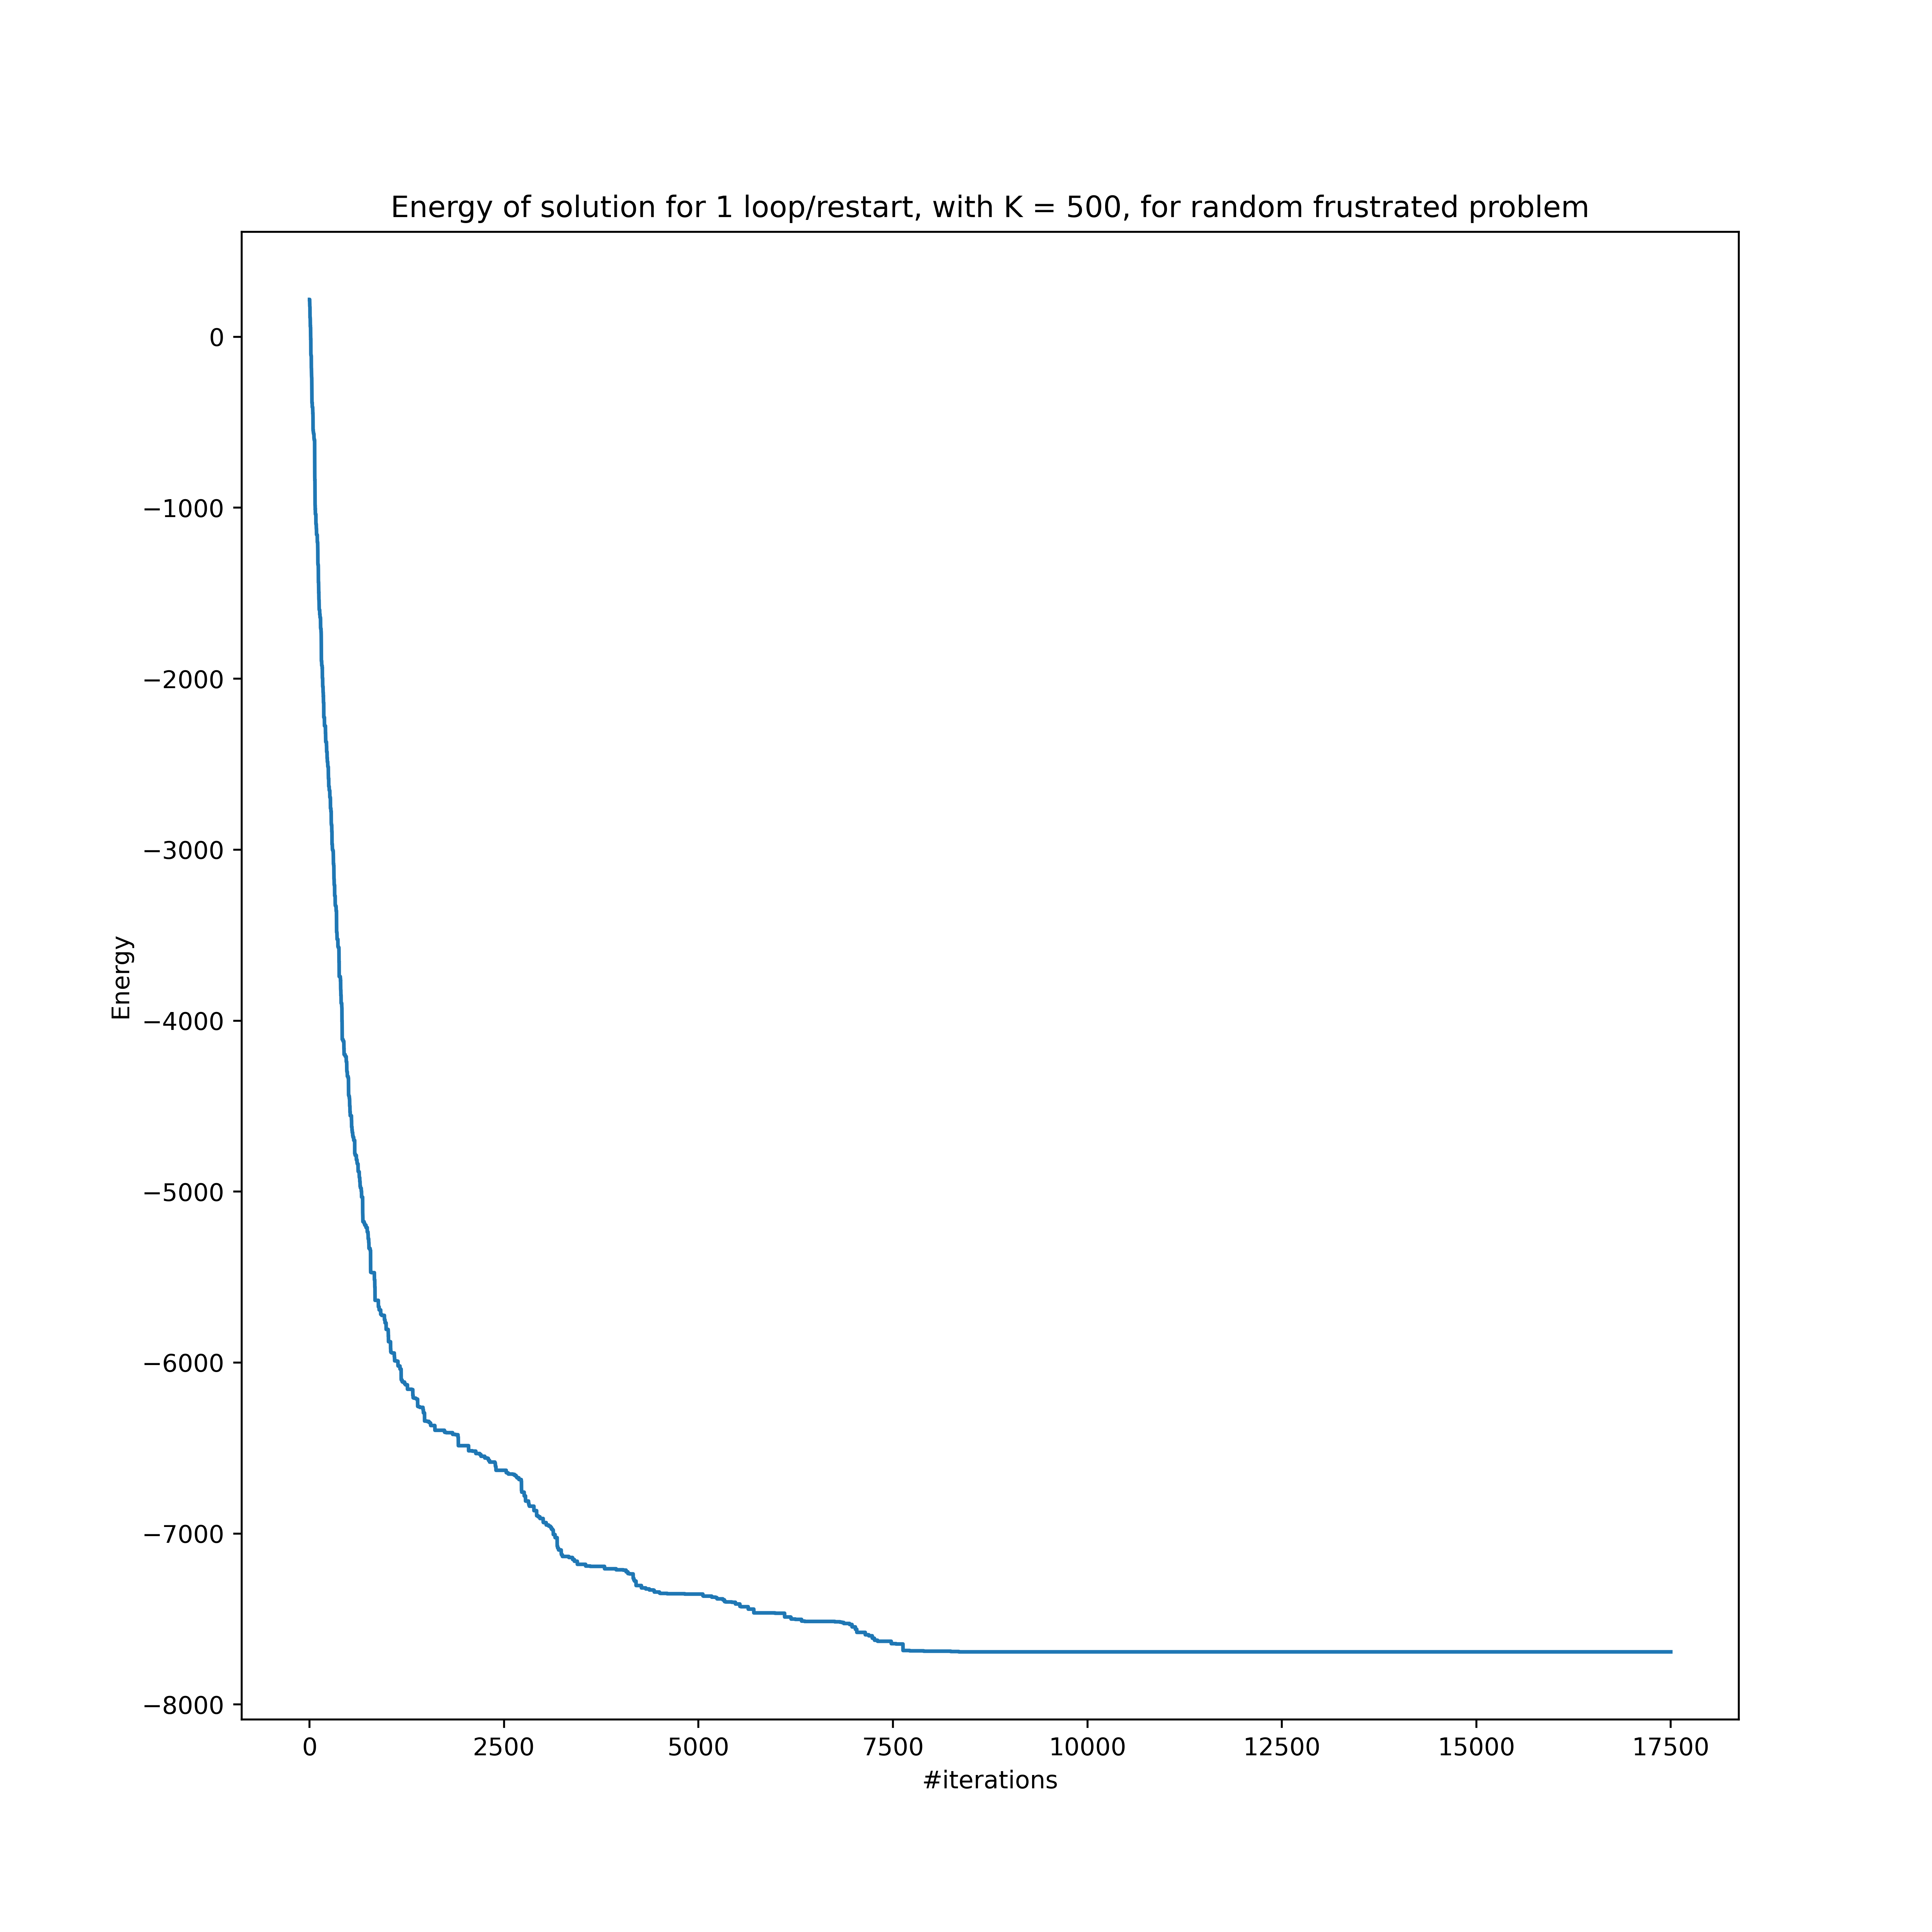 Energy of solution for 1 loop/restart, with K = 500, for random frustrated problem
0
−1000
−2000
−3000
Energy
−4000
−5000
−6000
−7000
−8000
0 2500 5000 7500 10000 12500 15000 17500
#iterations